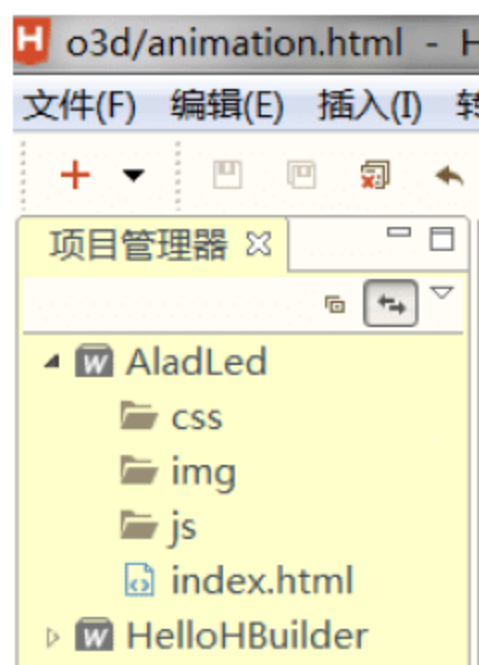 H o3d/animation.html - H
文件(F) 编辑(E) 插入(I) 转
项目管理器
W AladLed
css
img
js
index.html
W HelloHBuilder